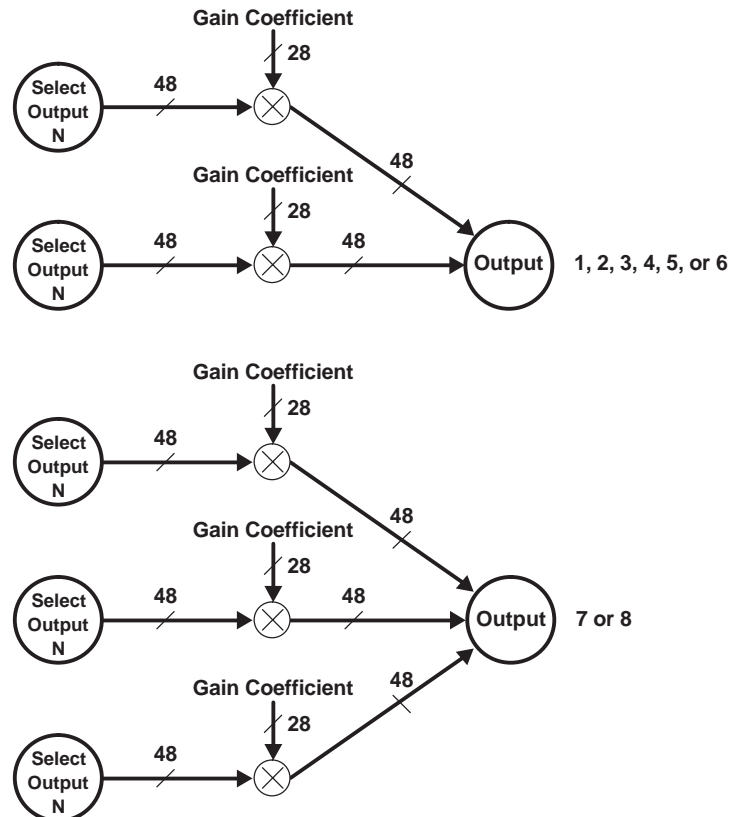 Gain Coefficient
28
48
Select
Output
N
48
Gain Coefficient
28
48
48
Select
Output
N
Output
1, 2, 3, 4, 5, or 6
Gain Coefficient
28
48
Select
Output
N
48
Gain Coefficient
28
48
48
Select
Output
N
Output
7 or 8
Gain Coefficient
28
48
48
Select
Output
N